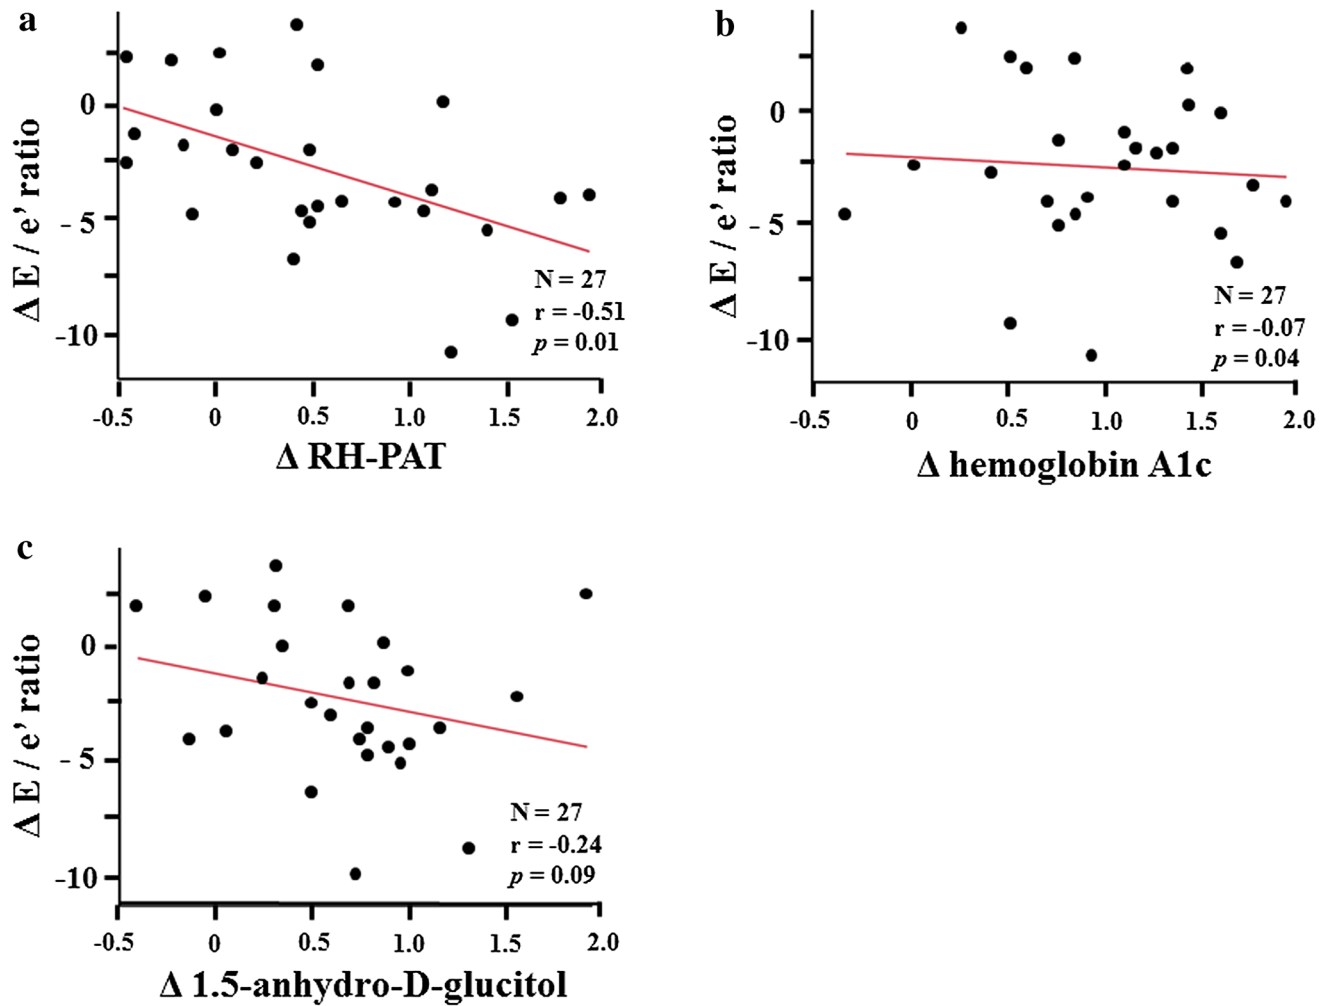 a
0
- 5
-10
Δ E / e’ ratio
N = 27
r = -0.51
p = 0.01
-0.5 0 0.5 1.0 1.5 2.0
Δ RH-PAT
b
0
- 5
-10
Δ E / e’ ratio
N = 27
r = -0.07
p = 0.04
-0.5 0 0.5 1.0 1.5 2.0
Δ hemoglobin A1c
c
0
- 5
-10
Δ E / e’ ratio
N = 27
r = -0.24
p = 0.09
-0.5 0 0.5 1.0 1.5 2.0
Δ 1.5-anhydro-D-glucitol